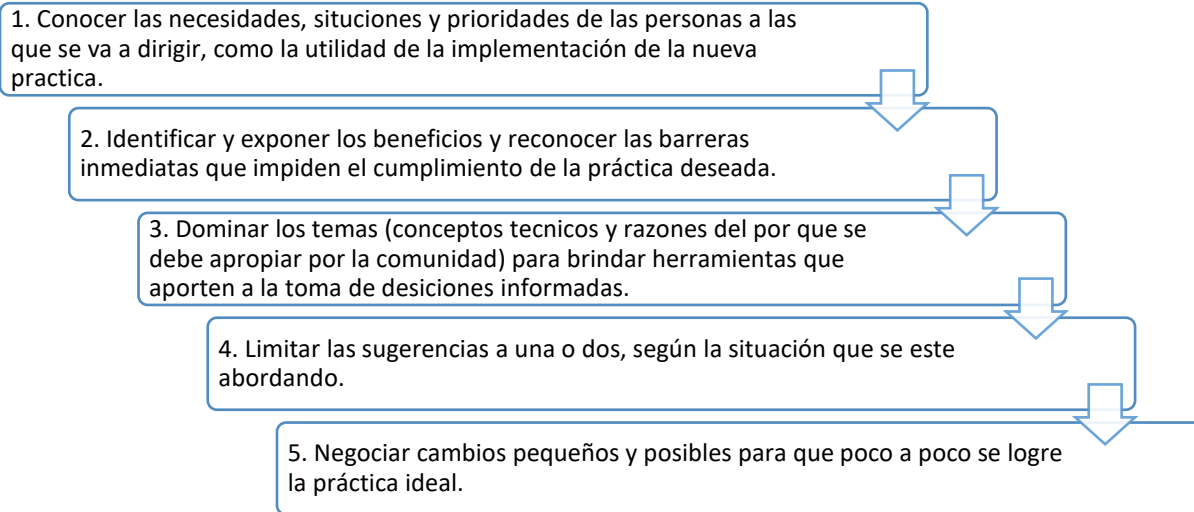 1. Conocer las necesidades, situciones y prioridades de las personas a las
que se va a dirigir, como la utilidad de la implementación de la nueva
practica.
2. Identificar y exponer los beneficios y reconocer las barreras
inmediatas que impiden el cumplimiento de la práctica deseada.
3. Dominar los temas (conceptos tecnicos y razones del por que se
debe apropiar por la comunidad) para brindar herramientas que
aporten a la toma de desiciones informadas.
4. Limitar las sugerencias a una o dos, según la situación que se este
abordando.
5. Negociar cambios pequeños y posibles para que poco a poco se logre
la práctica ideal.